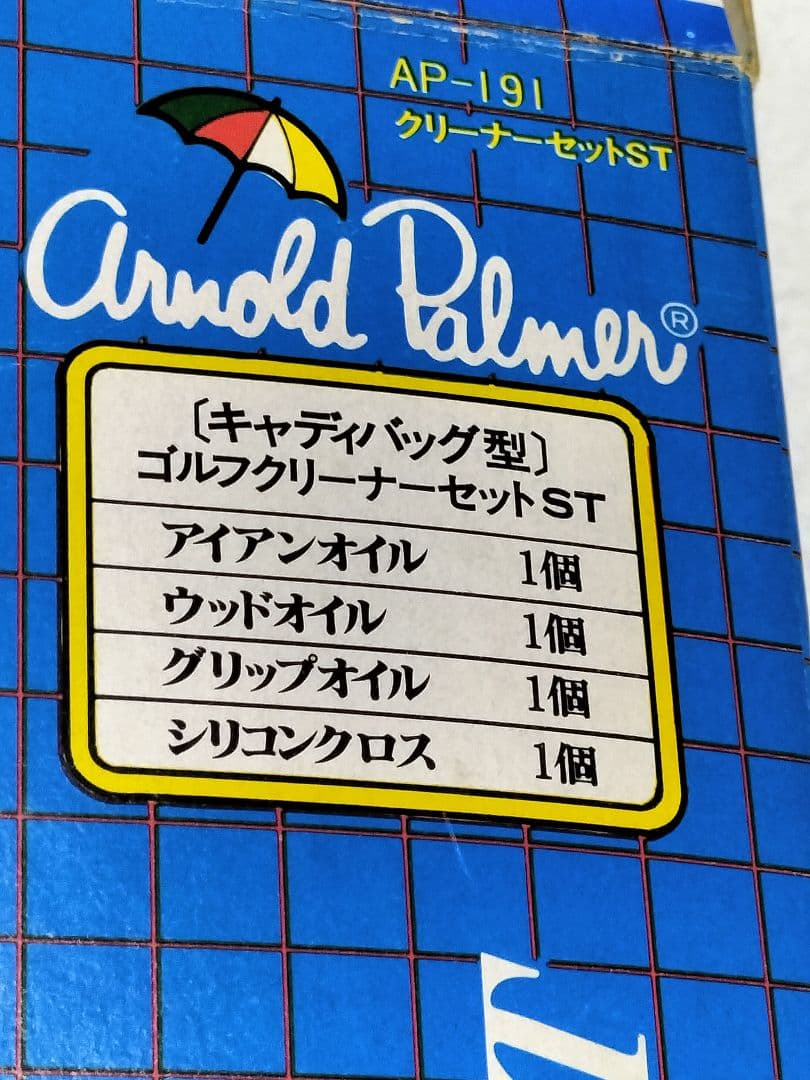 AP-191
クリーナーセットST
Arnold Palmer®
〔キャディバッグ型〕
ゴルフクリーナーセットST
アイアンオイル 1個
ウッドオイル 1個
グリップオイル 1個
シリコンクロス 1個
T